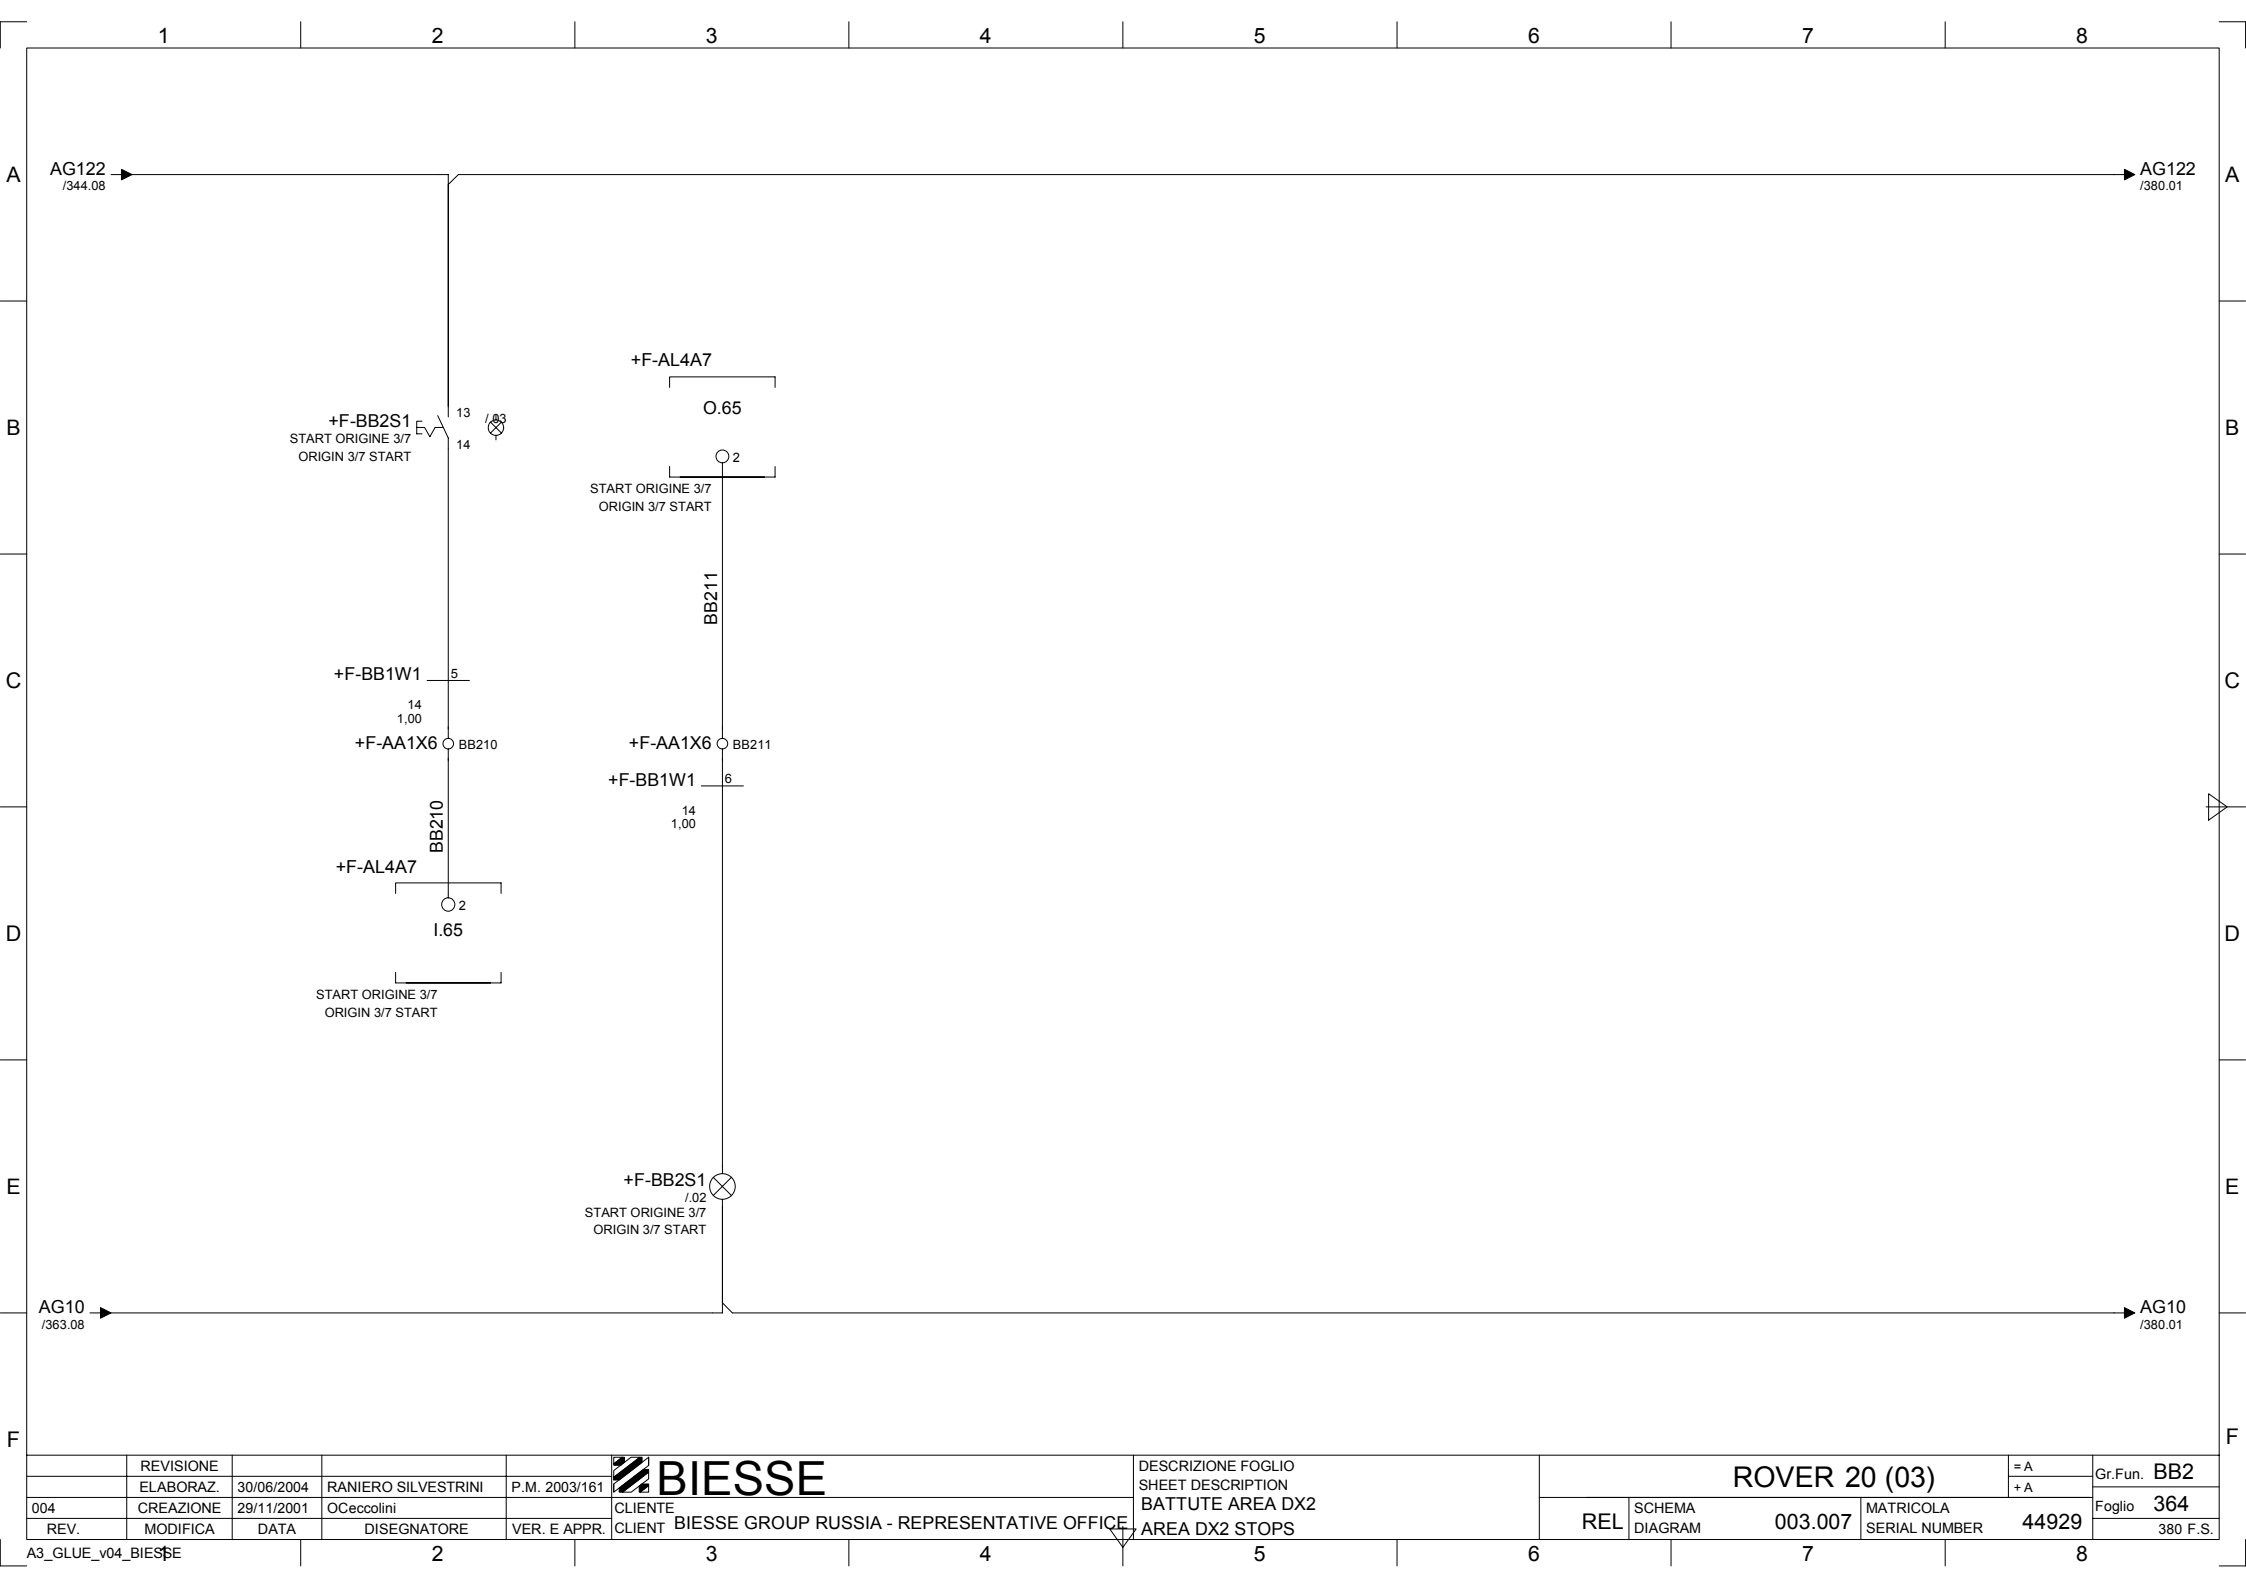 1 2 3 4 5 6 7 8
A
AG122
/344.08
AG122
/380.01
A
+F-AL4A7
O.65
2
START ORIGINE 3/7
ORIGIN 3/7 START
B
+F-BB2S1
START ORIGINE 3/7
ORIGIN 3/7 START
13
14
/.03
B
BB211
C
+F-BB1W1 5
14
1,00
+F-AA1X6 BB210
+F-AA1X6 BB211
+F-BB1W1 6
14
1,00
C
BB210
+F-AL4A7
2
I.65
START ORIGINE 3/7
ORIGIN 3/7 START
D
D
E
+F-BB2S1
/.02
START ORIGINE 3/7
ORIGIN 3/7 START
E
AG10
/363.08
AG10
/380.01
F
F
REVISIONE
ELABORAZ. 30/06/2004 RANIERO SILVESTRINI P.M. 2003/161
004 CREAZIONE 29/11/2001 OCeccolini
REV. MODIFICA DATA DISEGNATORE VER. E APPR.
BIESSE
CLIENTE
CLIENT BIESSE GROUP RUSSIA - REPRESENTATIVE OFFICE
DESCRIZIONE FOGLIO
SHEET DESCRIPTION
BATTUTE AREA DX2
AREA DX2 STOPS
ROVER 20 (03)
= A
+ A
Gr.Fun. BB2
REL
SCHEMA
DIAGRAM
003.007
MATRICOLA
SERIAL NUMBER
44929
Foglio 364
380 F.S.
A3_GLUE_v04_BIESSE
1 2 3 4 5 6 7 8